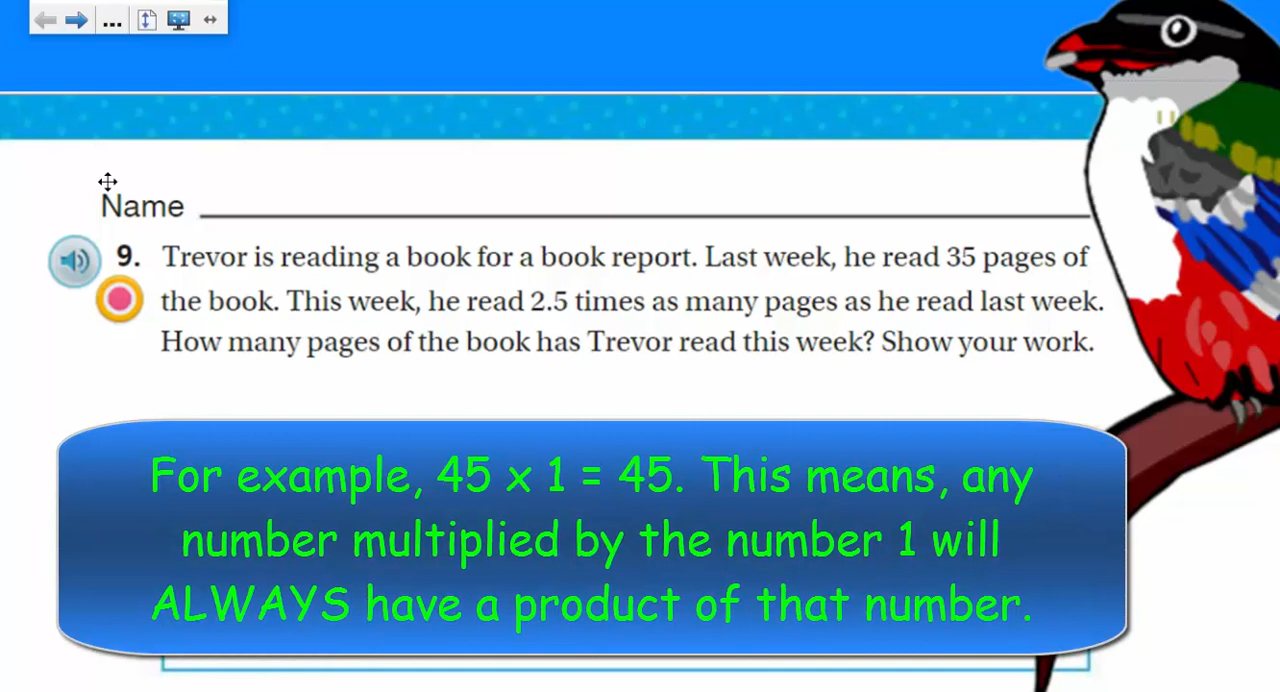 ...
Name
9. Trevor is reading a book for a book report. Last week, he read 35 pages of
the book. This week, he read 2.5 times as many pages as he read last week.
How many pages of the book has Trevor read this week? Show your work.
For example, 45 x 1 = 45. This means, any
number multiplied by the number 1 will
ALWAYS have a product of that number.